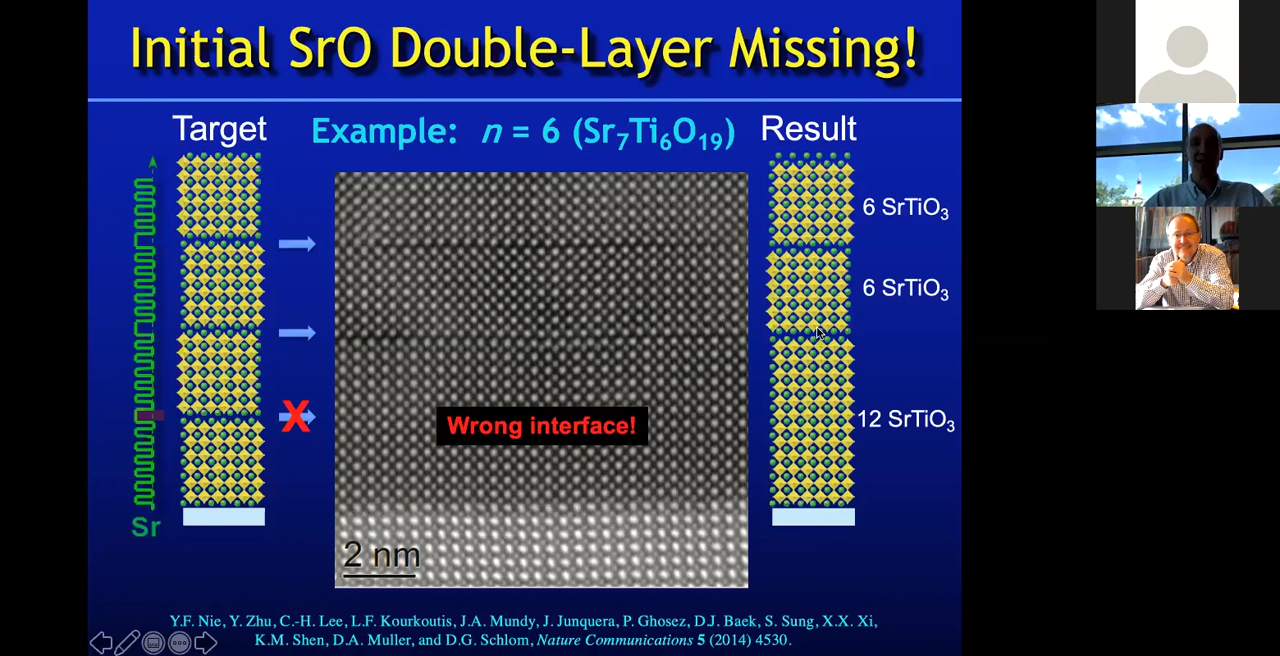 Initial SrO Double-Layer Missing!
Target
Example: n = 6 (Sr₇Ti₆O₁₉)
Result
6 SrTiO₃
6 SrTiO₃
X
Wrong interface!
12 SrTiO₃
Sr
2 nm
Y.F. Nie, Y. Zhu, C.-H. Lee, L.F. Kourkoutis, J.A. Mundy, J. Junquera, P. Ghosez, D.J. Baek, S. Sung, X.X. Xi,
K.M. Shen, D.A. Muller, and D.G. Schlom, Nature Communications 5 (2014) 4530.